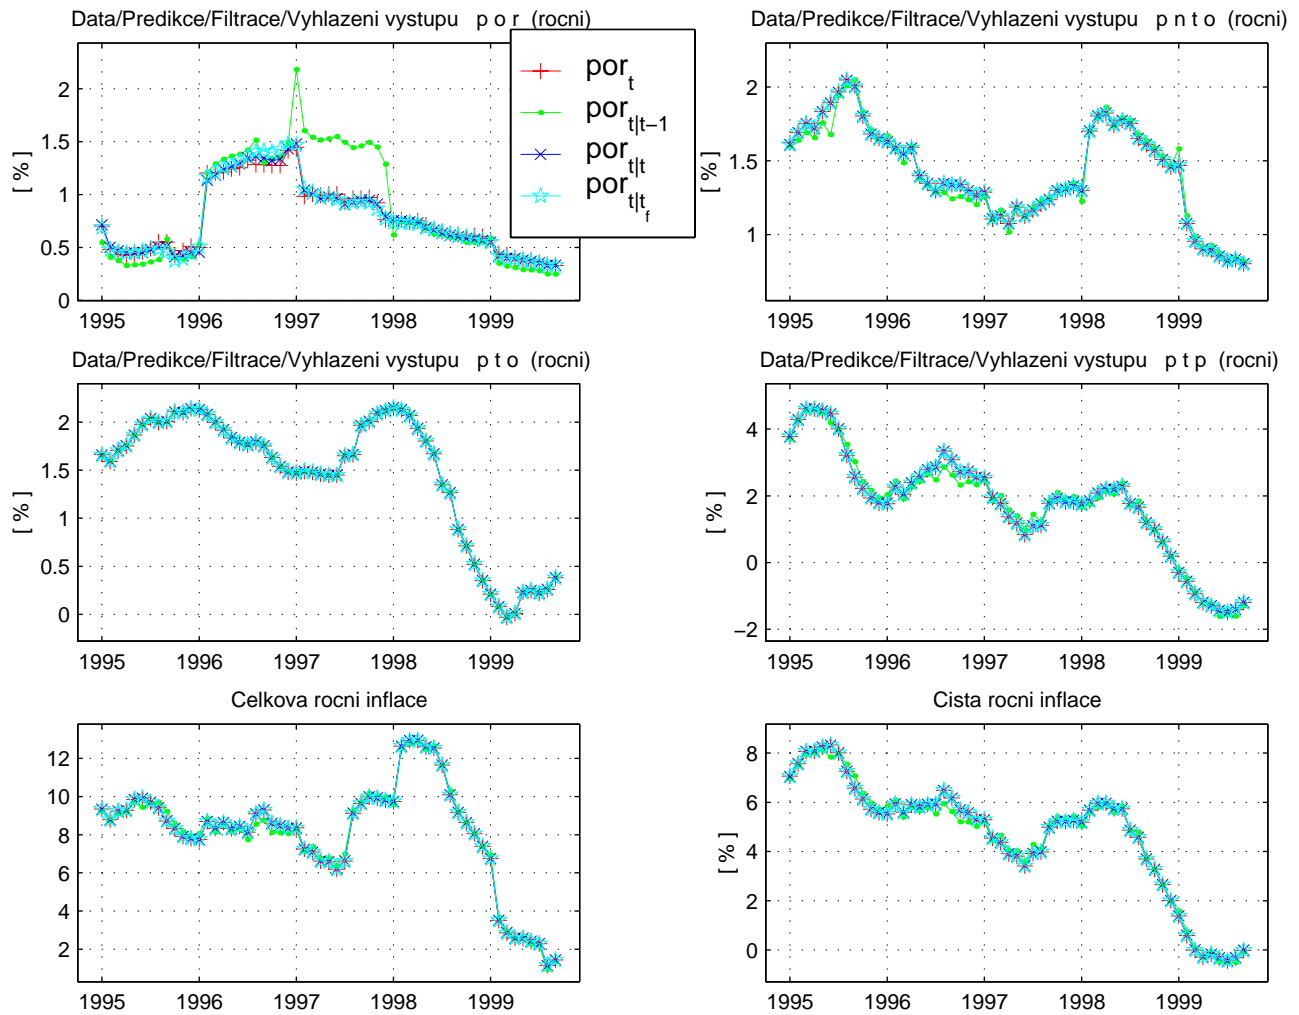 Data/Predikce/Filtrace/Vyhlazeni vystupu p o r (rocni)
[ % ]
2
1.5
1
0.5
0
1995 1996 1997 1998 1999
por_t
por_t|t−1
por_t|t
por_t|t_f
Data/Predikce/Filtrace/Vyhlazeni vystupu p n t o (rocni)
[ % ]
2
1.5
1
1995 1996 1997 1998 1999
Data/Predikce/Filtrace/Vyhlazeni vystupu p t o (rocni)
[ % ]
2
1.5
1
0.5
0
1995 1996 1997 1998 1999
Data/Predikce/Filtrace/Vyhlazeni vystupu p t p (rocni)
[ % ]
4
2
0
−2
1995 1996 1997 1998 1999
Celkova rocni inflace
[ % ]
12
10
8
6
4
2
1995 1996 1997 1998 1999
Cista rocni inflace
[ % ]
8
6
4
2
0
1995 1996 1997 1998 1999